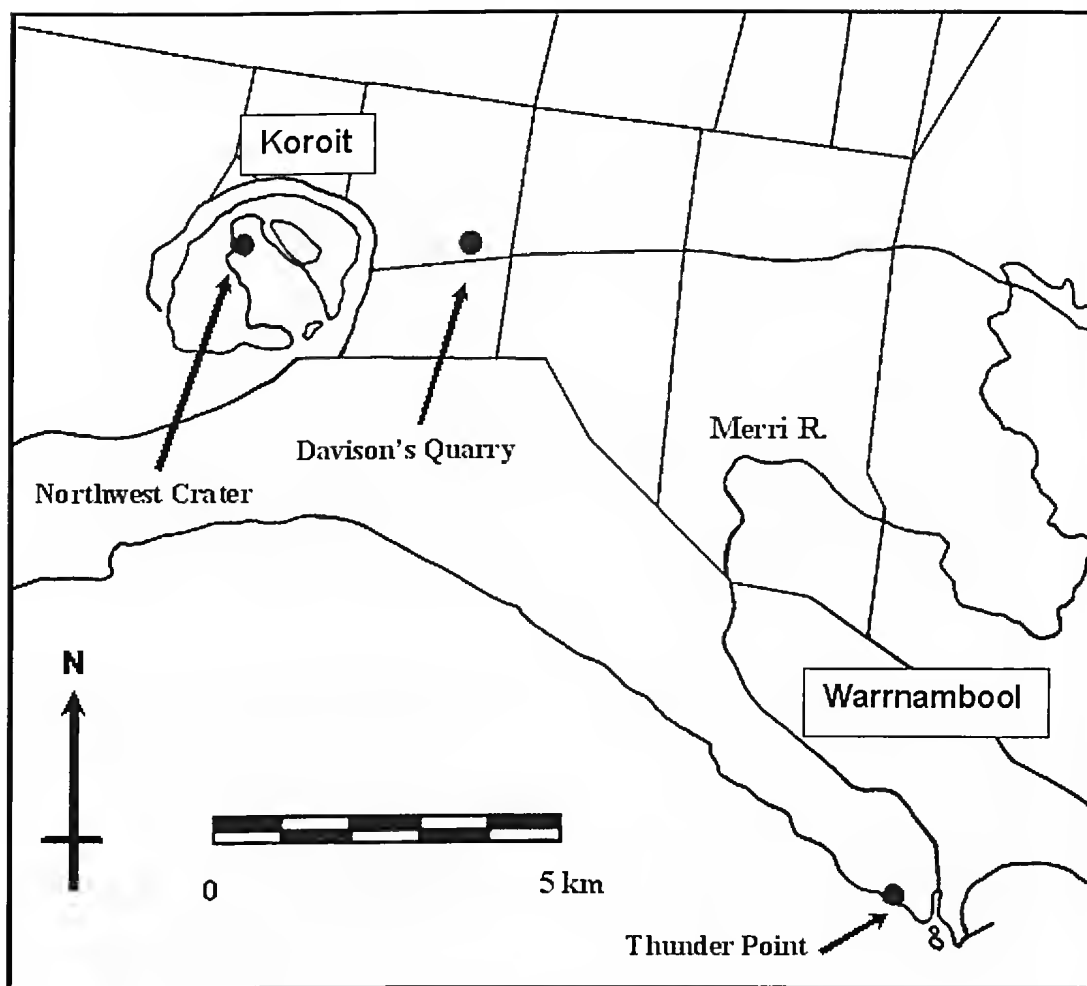 Koroit
Merri R.
Davison's Quarry
Northwest Crater
N
Warrnambool
0
5 km
Thunder Point